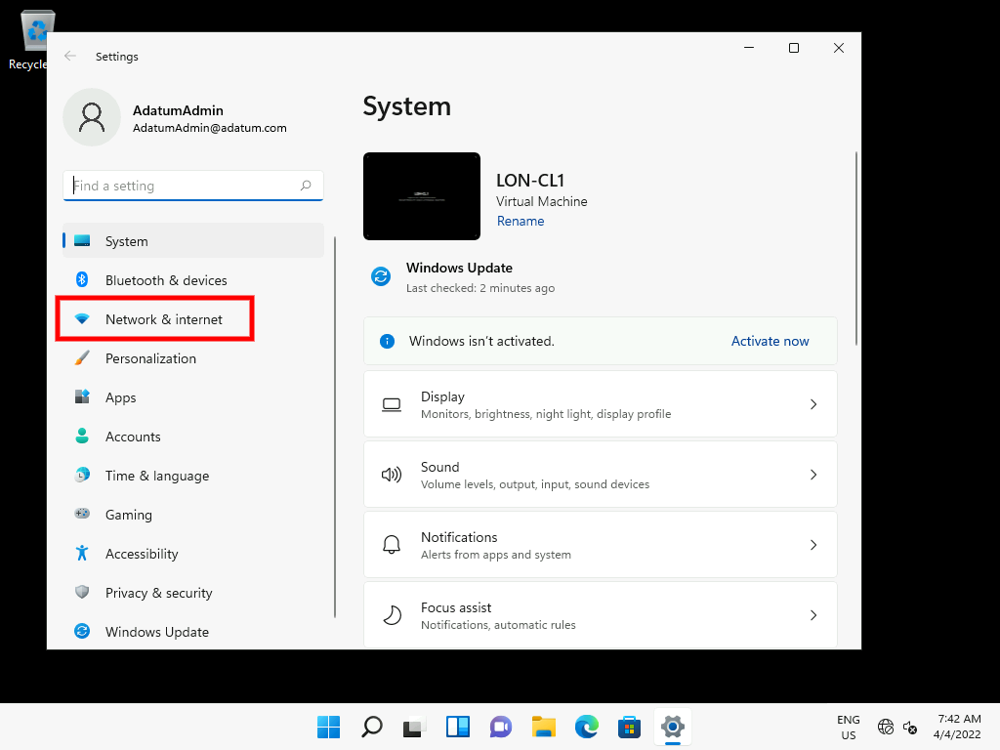 Recycle
Settings
AdatumAdmin
AdatumAdmin@adatum.com
Find a setting
System
Bluetooth & devices
Network & internet
Personalization
Apps
Accounts
Time & language
Gaming
Accessibility
Privacy & security
Windows Update
System
LON-CL1
Virtual Machine
Rename
Windows Update
Last checked: 2 minutes ago
Windows isn't activated.
Activate now
Display
Monitors, brightness, night light, display profile
Sound
Volume levels, output, input, sound devices
Notifications
Alerts from apps and system
Focus assist
Notifications, automatic rules
ENG
US
7:42 AM
4/4/2022